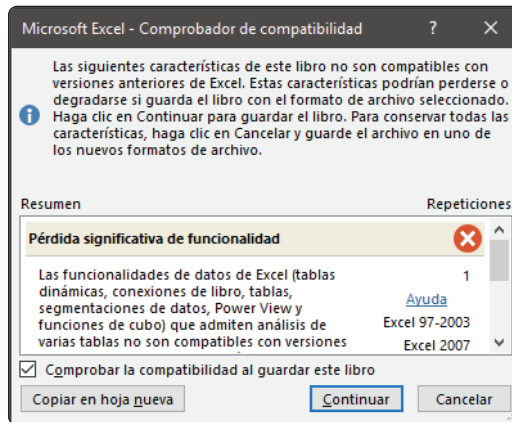 Microsoft Excel - Comprobador de compatibilidad ? ×
Las siguientes características de este libro no son compatibles con
versiones anteriores de Excel. Estas características podrían perderse o
degradarse si guarda el libro con el formato de archivo seleccionado.
Haga clic en Continuar para guardar el libro. Para conservar todas las
características, haga clic en Cancelar y guarde el archivo en uno de
los nuevos formatos de archivo.
Resumen Repeticiones
Pérdida significativa de funcionalidad
Las funcionalidades de datos de Excel (tablas 1
dinámicas, conexiones de libro, tablas, Ayuda
segmentaciones de datos, Power View y
funciones de cubo) que admiten análisis de Excel 97-2003
varias tablas no son compatibles con versiones Excel 2007
Comprobar la compatibilidad al guardar este libro
Copiar en hoja nueva Continuar Cancelar